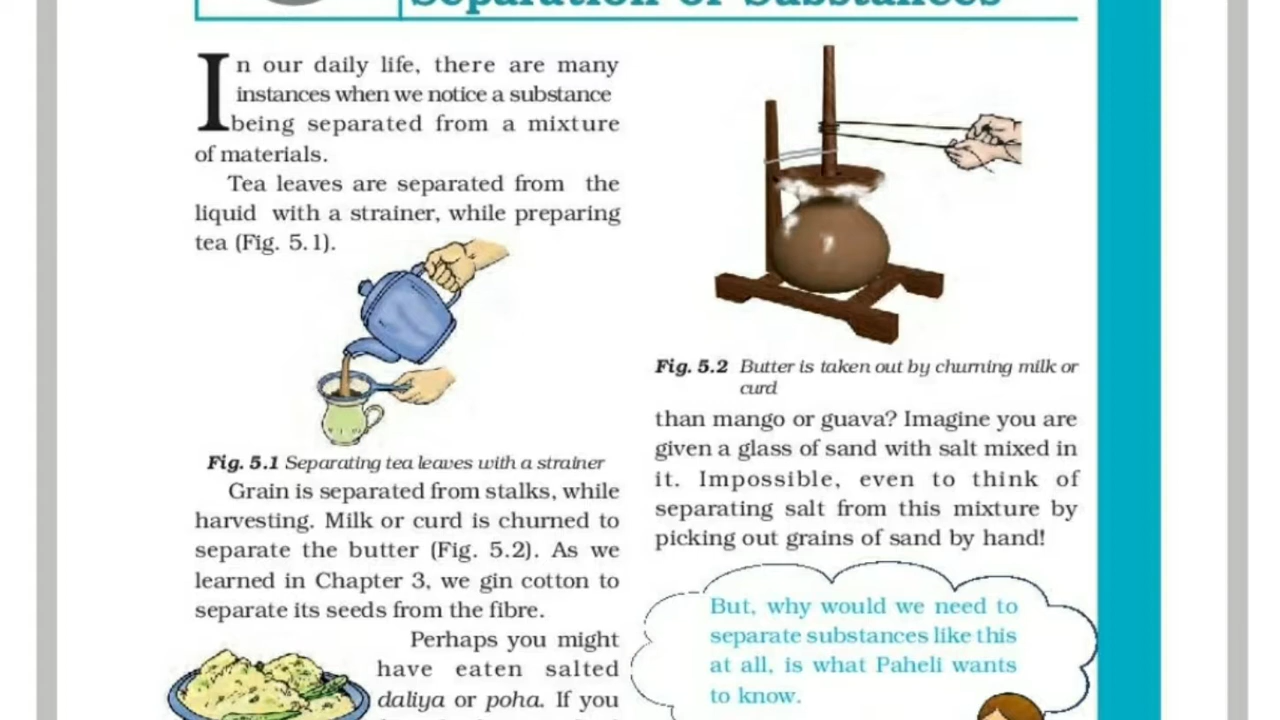 Separation of Substances
In our daily life, there are many
instances when we notice a substance
being separated from a mixture
of materials.
Tea leaves are separated from the
liquid with a strainer, while preparing
tea (Fig. 5.1).
Fig. 5.1 Separating tea leaves with a strainer
Grain is separated from stalks, while
harvesting. Milk or curd is churned to
separate the butter (Fig. 5.2). As we
learned in Chapter 3, we gin cotton to
separate its seeds from the fibre.
Perhaps you might
have eaten salted
daliya or poha. If you
Fig. 5.2 Butter is taken out by churning milk or
curd
than mango or guava? Imagine you are
given a glass of sand with salt mixed in
it. Impossible, even to think of
separating salt from this mixture by
picking out grains of sand by hand!
But, why would we need to
separate substances like this
at all, is what Paheli wants
to know.